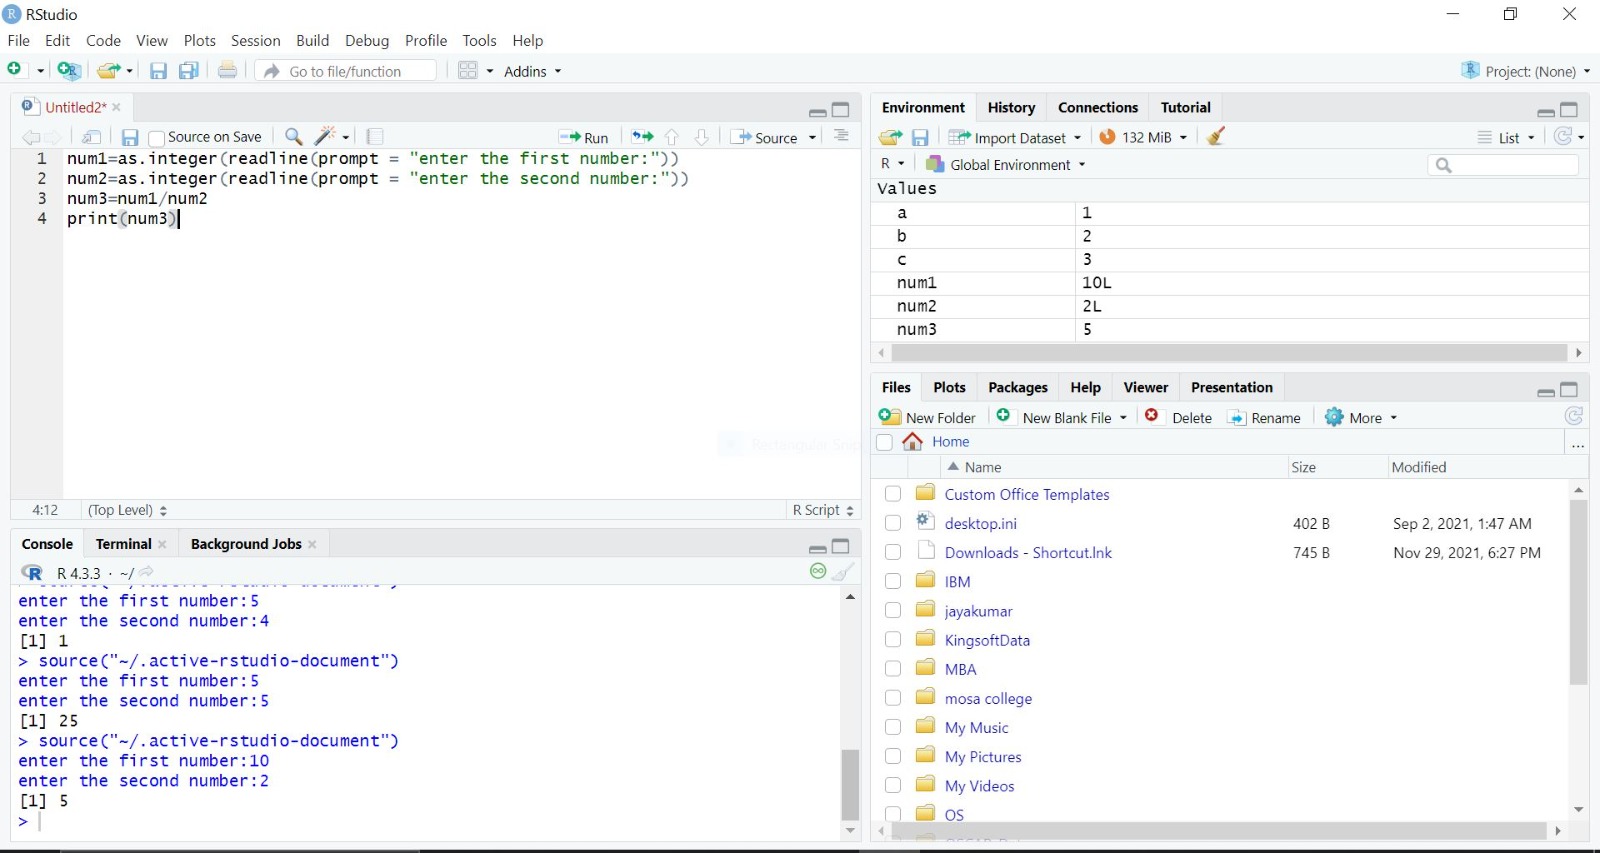 RStudio
File Edit Code View Plots Session Build Debug Profile Tools Help
Go to file/function Addins Project: (None)
Untitled2*
Source on Save Run Source
1 num1=as.integer(readline(prompt = "enter the first number:"))
2 num2=as.integer(readline(prompt = "enter the second number:"))
3 num3=num1/num2
4 print(num3)
4:12 (Top Level) R Script
Console Terminal Background Jobs
R 4.3.3 · ~/
enter the first number:5
enter the second number:4
[1] 1
> source("~/.active-rstudio-document")
enter the first number:5
enter the second number:5
[1] 25
> source("~/.active-rstudio-document")
enter the first number:10
enter the second number:2
[1] 5
>
Environment History Connections Tutorial
Import Dataset 132 MiB List
R Global Environment
Values
a 1
b 2
c 3
num1 10L
num2 2L
num3 5
Files Plots Packages Help Viewer Presentation
New Folder New Blank File Delete Rename More
Home ...
Name Size Modified
Custom Office Templates
desktop.ini 402 B Sep 2, 2021, 1:47 AM
Downloads - Shortcut.lnk 745 B Nov 29, 2021, 6:27 PM
IBM
jayakumar
KingsoftData
MBA
mosa college
My Music
My Pictures
My Videos
OS